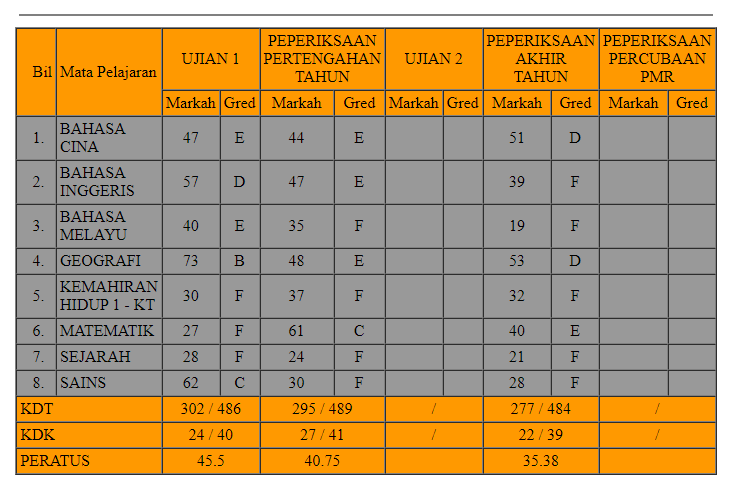 Bil Mata Pelajaran UJIAN 1 PEPERIKSAAN PERTENGAHAN TAHUN UJIAN 2 PEPERIKSAAN AKHIR TAHUN PEPERIKSAAN PERCUBAAN PMR
Markah Gred Markah Gred Markah Gred Markah Gred Markah Gred
1. BAHASA CINA 47 E 44 E 51 D
2. BAHASA INGGERIS 57 D 47 E 39 F
3. BAHASA MELAYU 40 E 35 F 19 F
4. GEOGRAFI 73 B 48 E 53 D
5. KEMAHIRAN HIDUP 1 - KT 30 F 37 F 32 F
6. MATEMATIK 27 F 61 C 40 E
7. SEJARAH 28 F 24 F 21 F
8. SAINS 62 C 30 F 28 F
KDT 302 / 486 295 / 489 / 277 / 484 /
KDK 24 / 40 27 / 41 / 22 / 39 /
PERATUS 45.5 40.75 35.38